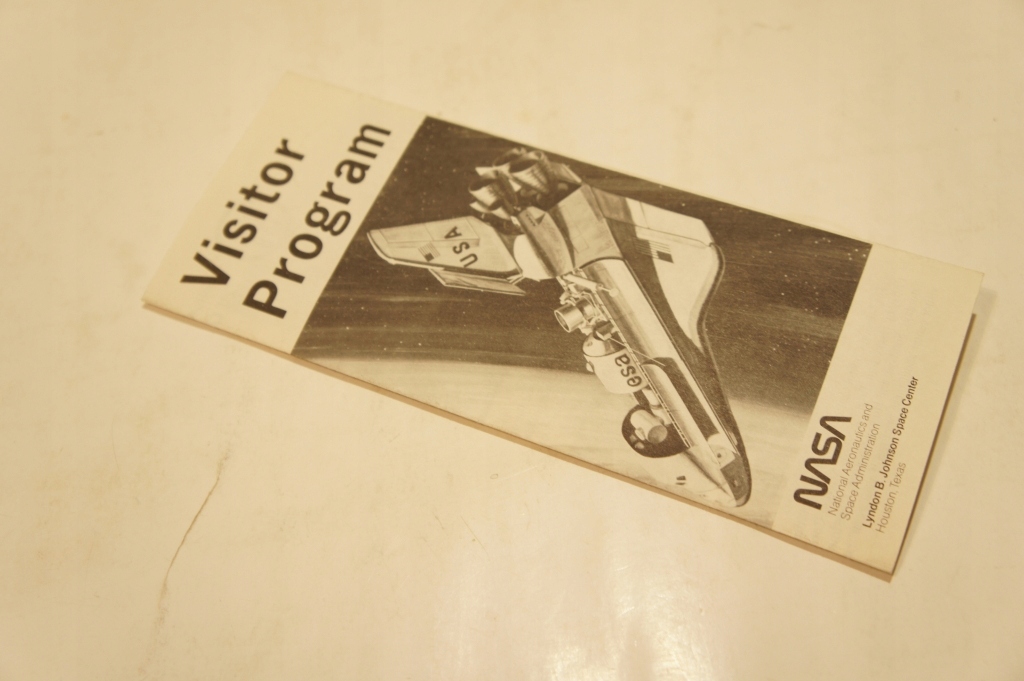 Visitor
Program
USA
esa
NASA
National Aeronautics and
Space Administration
Lyndon B. Johnson Space Center
Houston, Texas